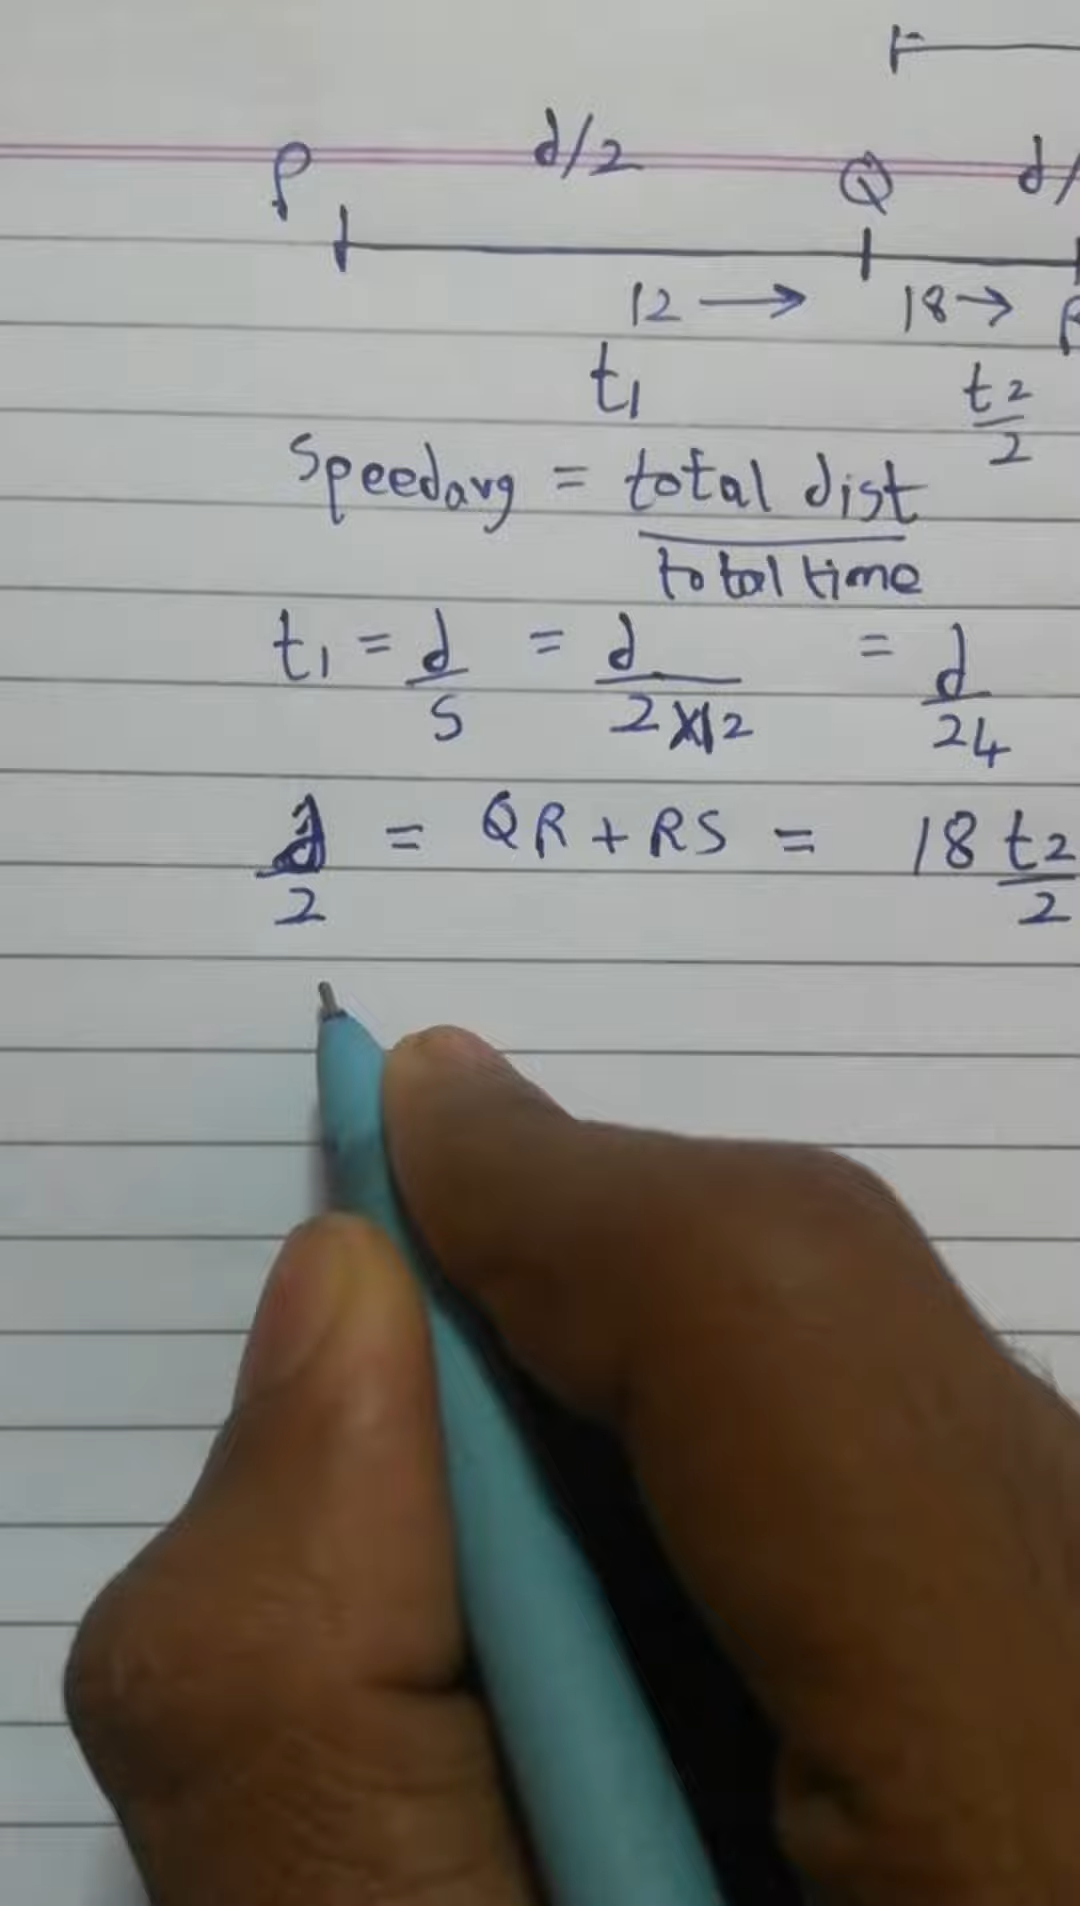 P d/2 Q d/
12 → 18 →
t1 t2/2
Speedavg = total dist / total time
t1 = d/S = d/2×12 = d/24
d/2 = QR + RS = 18 t2/2